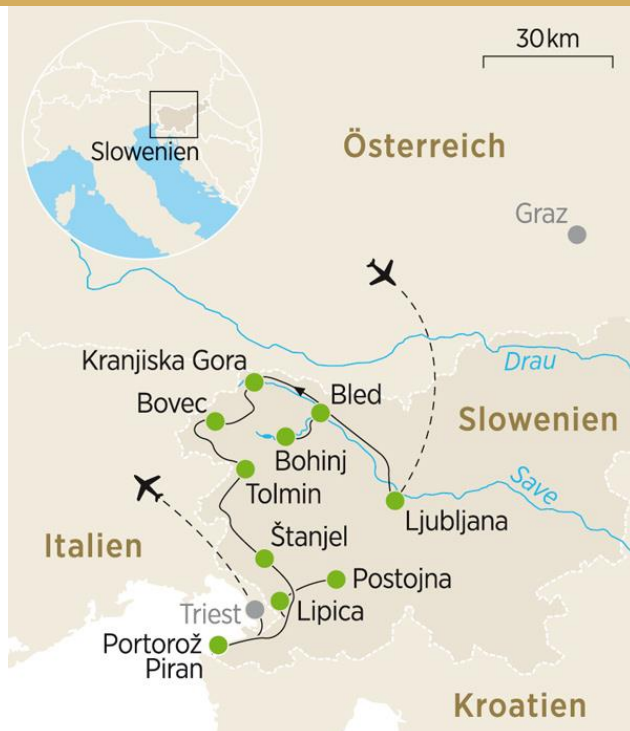 30 km
Slowenien
Österreich
Graz
Drau
Kranjiska Gora
Bled
Bovec
Slowenien
Bohinj
Save
Tolmin
Ljubljana
Štanjel
Italien
Postojna
Triest
Lipica
Portorož
Piran
Kroatien